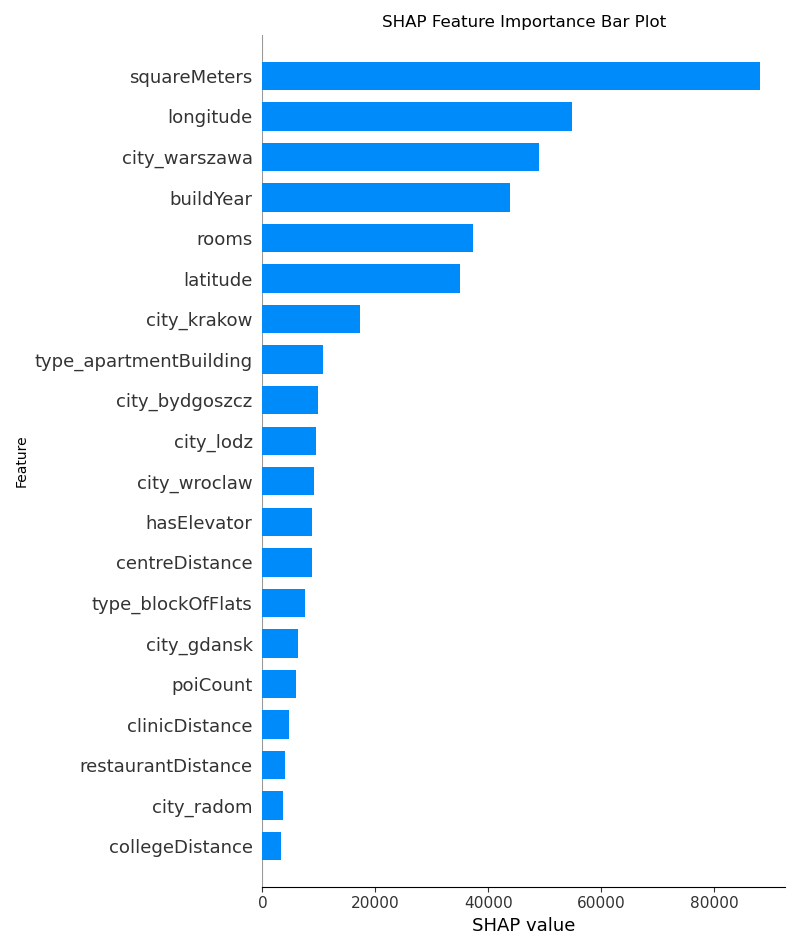 SHAP Feature Importance Bar Plot
squareMeters
longitude
city_warszawa
buildYear
rooms
latitude
city_krakow
type_apartmentBuilding
city_bydgoszcz
city_lodz
city_wroclaw
hasElevator
centreDistance
type_blockOfFlats
city_gdansk
poiCount
clinicDistance
restaurantDistance
city_radom
collegeDistance
Feature
0 20000 40000 60000 80000
SHAP value